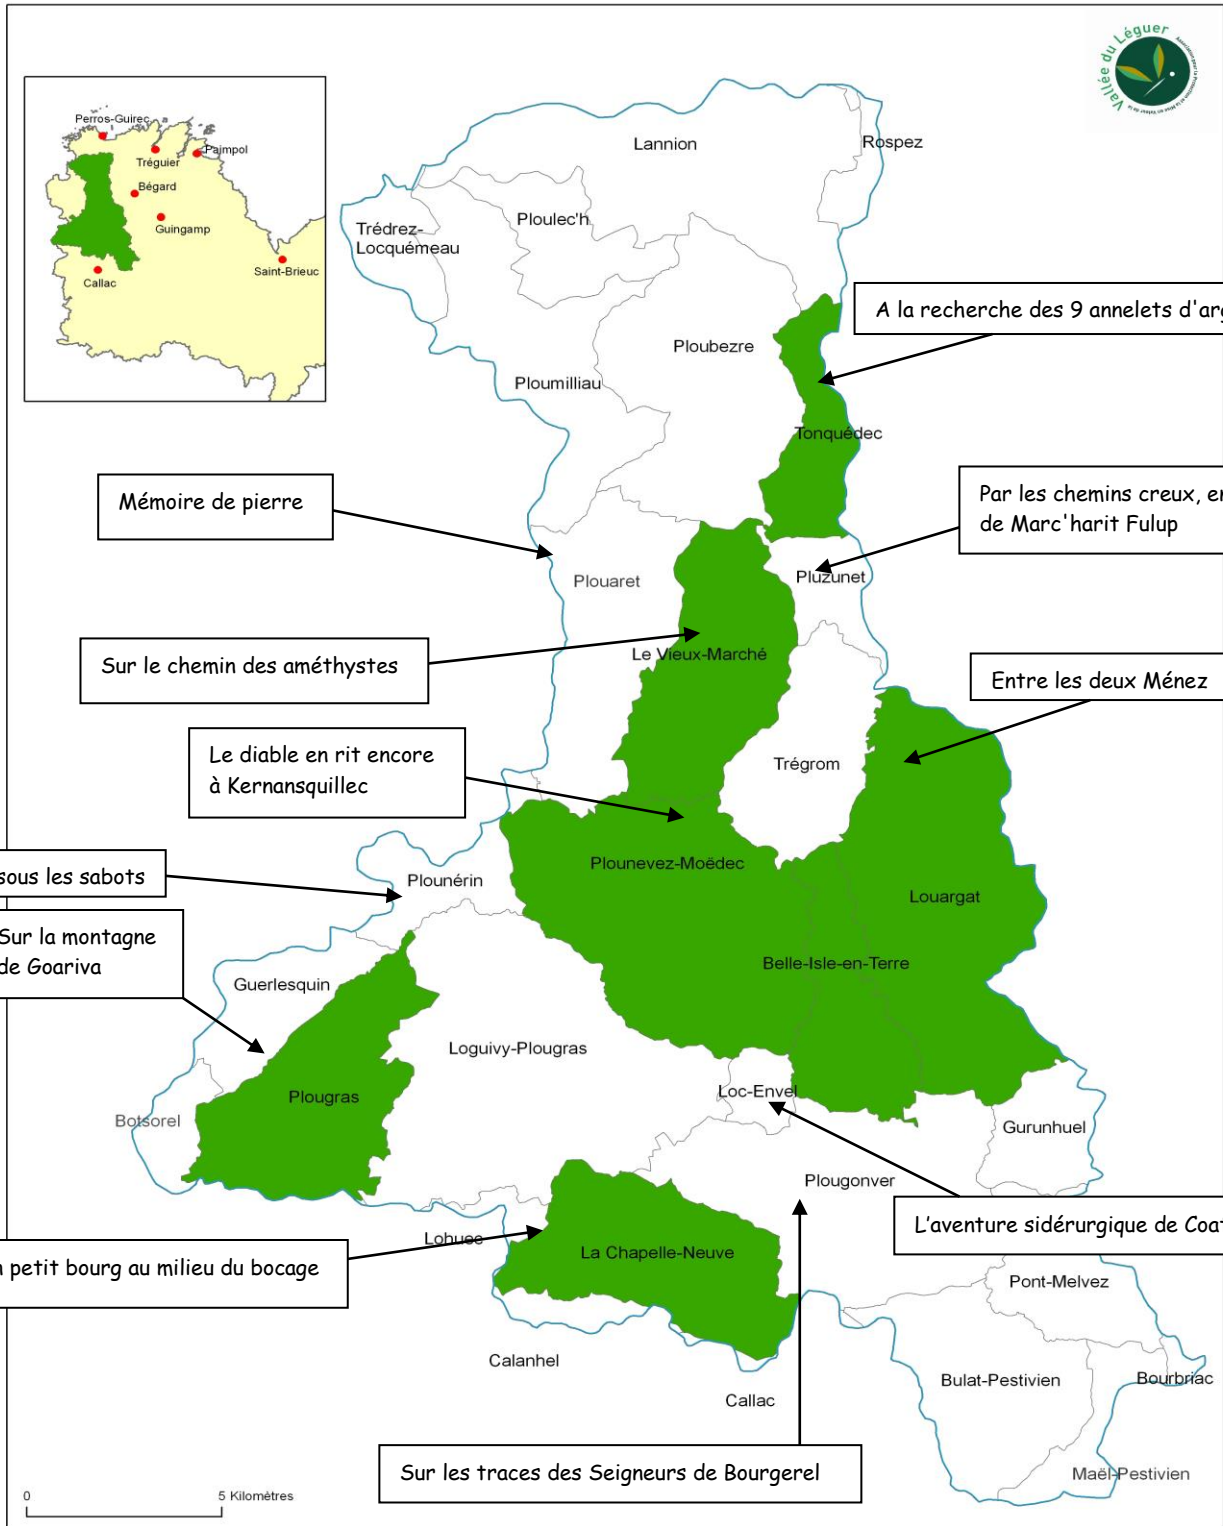 Vallée du Léguer
Perros-Guirec
Paimpol
Tréguier
Bégard
Guingamp
Saint-Brieuc
Callac
Lannion
Rospez
Ploulec'h
Trédrez-
Locquémeau
A la recherche des 9 annelets d'arg
Ploubezre
Ploumilliau
Tonquédec
Mémoire de pierre
Par les chemins creux, en
de Marc'harit Fulup
Plouaret
Pluzunet
Sur le chemin des améthystes
Le Vieux-Marché
Entre les deux Ménez
Le diable en rit encore
à Kernansquillec
Trégrom
Plounevez-Moëdec
sous les sabots
Plounérin
Louargat
Sur la montagne
de Goariva
Belle-Isle-en-Terre
Guerlesquin
Loguivy-Plougras
Plougras
Loc-Envel
Botsorel
Gurunhuel
Plougonver
L'aventure sidérurgique de Coat
Lohuec
La Chapelle-Neuve
petit bourg au milieu du bocage
Pont-Melvez
Calanhel
Bulat-Pestivien
Bourbriac
Callac
Sur les traces des Seigneurs de Bourgerel
Maël-Pestivien
0 5 Kilomètres